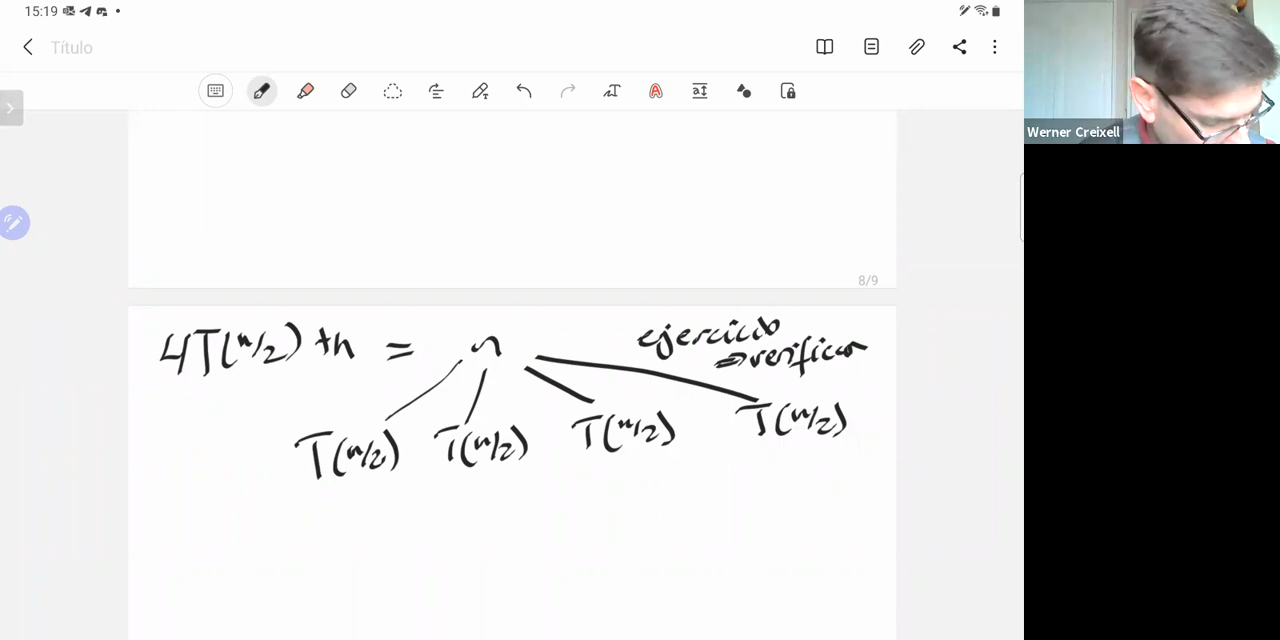 15:19
Título
Werner Creixell
8/9
4T(n/2) + n = n
ejercicio
⇒ verificar
T(n/2) T(n/2) T(n/2) T(n/2)